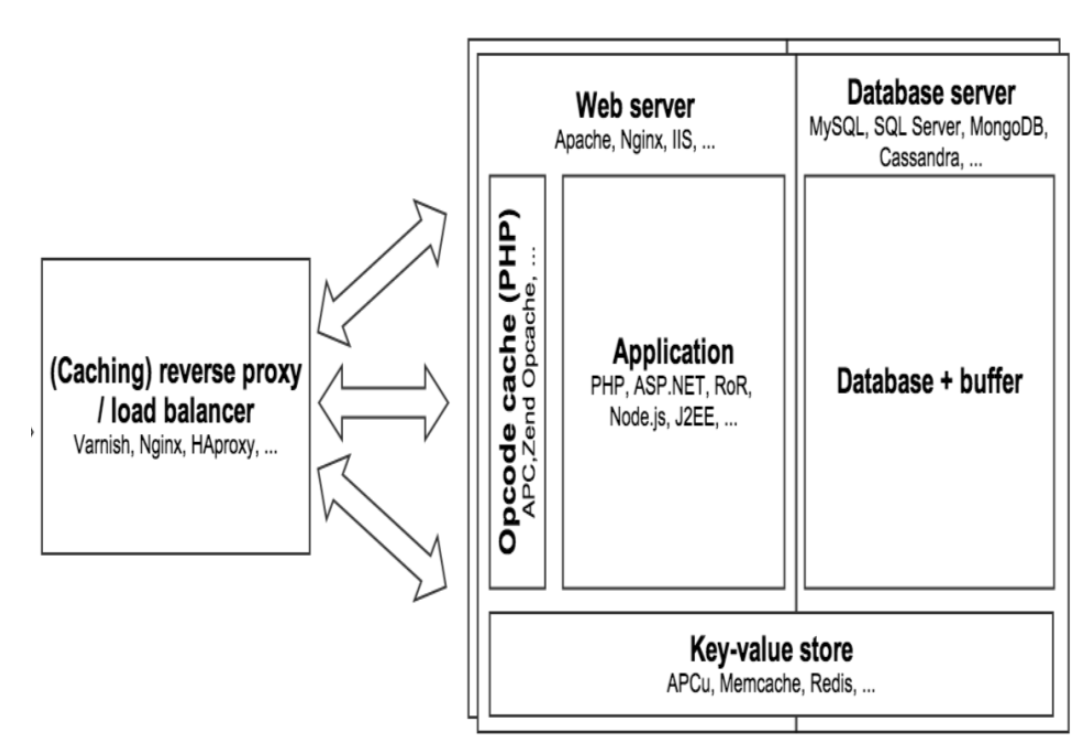 (Caching) reverse proxy
/ load balancer
Varnish, Nginx, HAproxy, ...
Web server
Apache, Nginx, IIS, ...
Opcode cache (PHP)
APC,Zend Opcache, ...
Application
PHP, ASP.NET, RoR,
Node.js, J2EE, ...
Database server
MySQL, SQL Server, MongoDB,
Cassandra, ...
Database + buffer
Key-value store
APCu, Memcache, Redis, ...